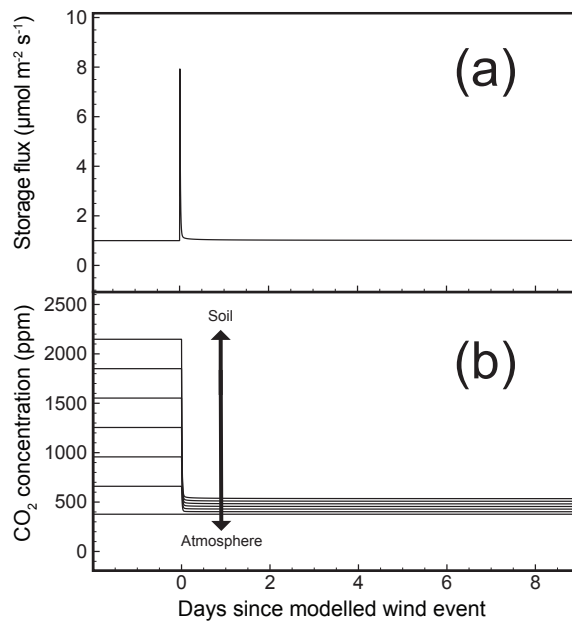 10
8
6
4
2
0
Storage flux (μmol m⁻² s⁻¹)
(a)
2500
2000
1500
1000
500
0
CO₂ concentration (ppm)
Soil
(b)
Atmosphere
0 2 4 6 8
Days since modelled wind event